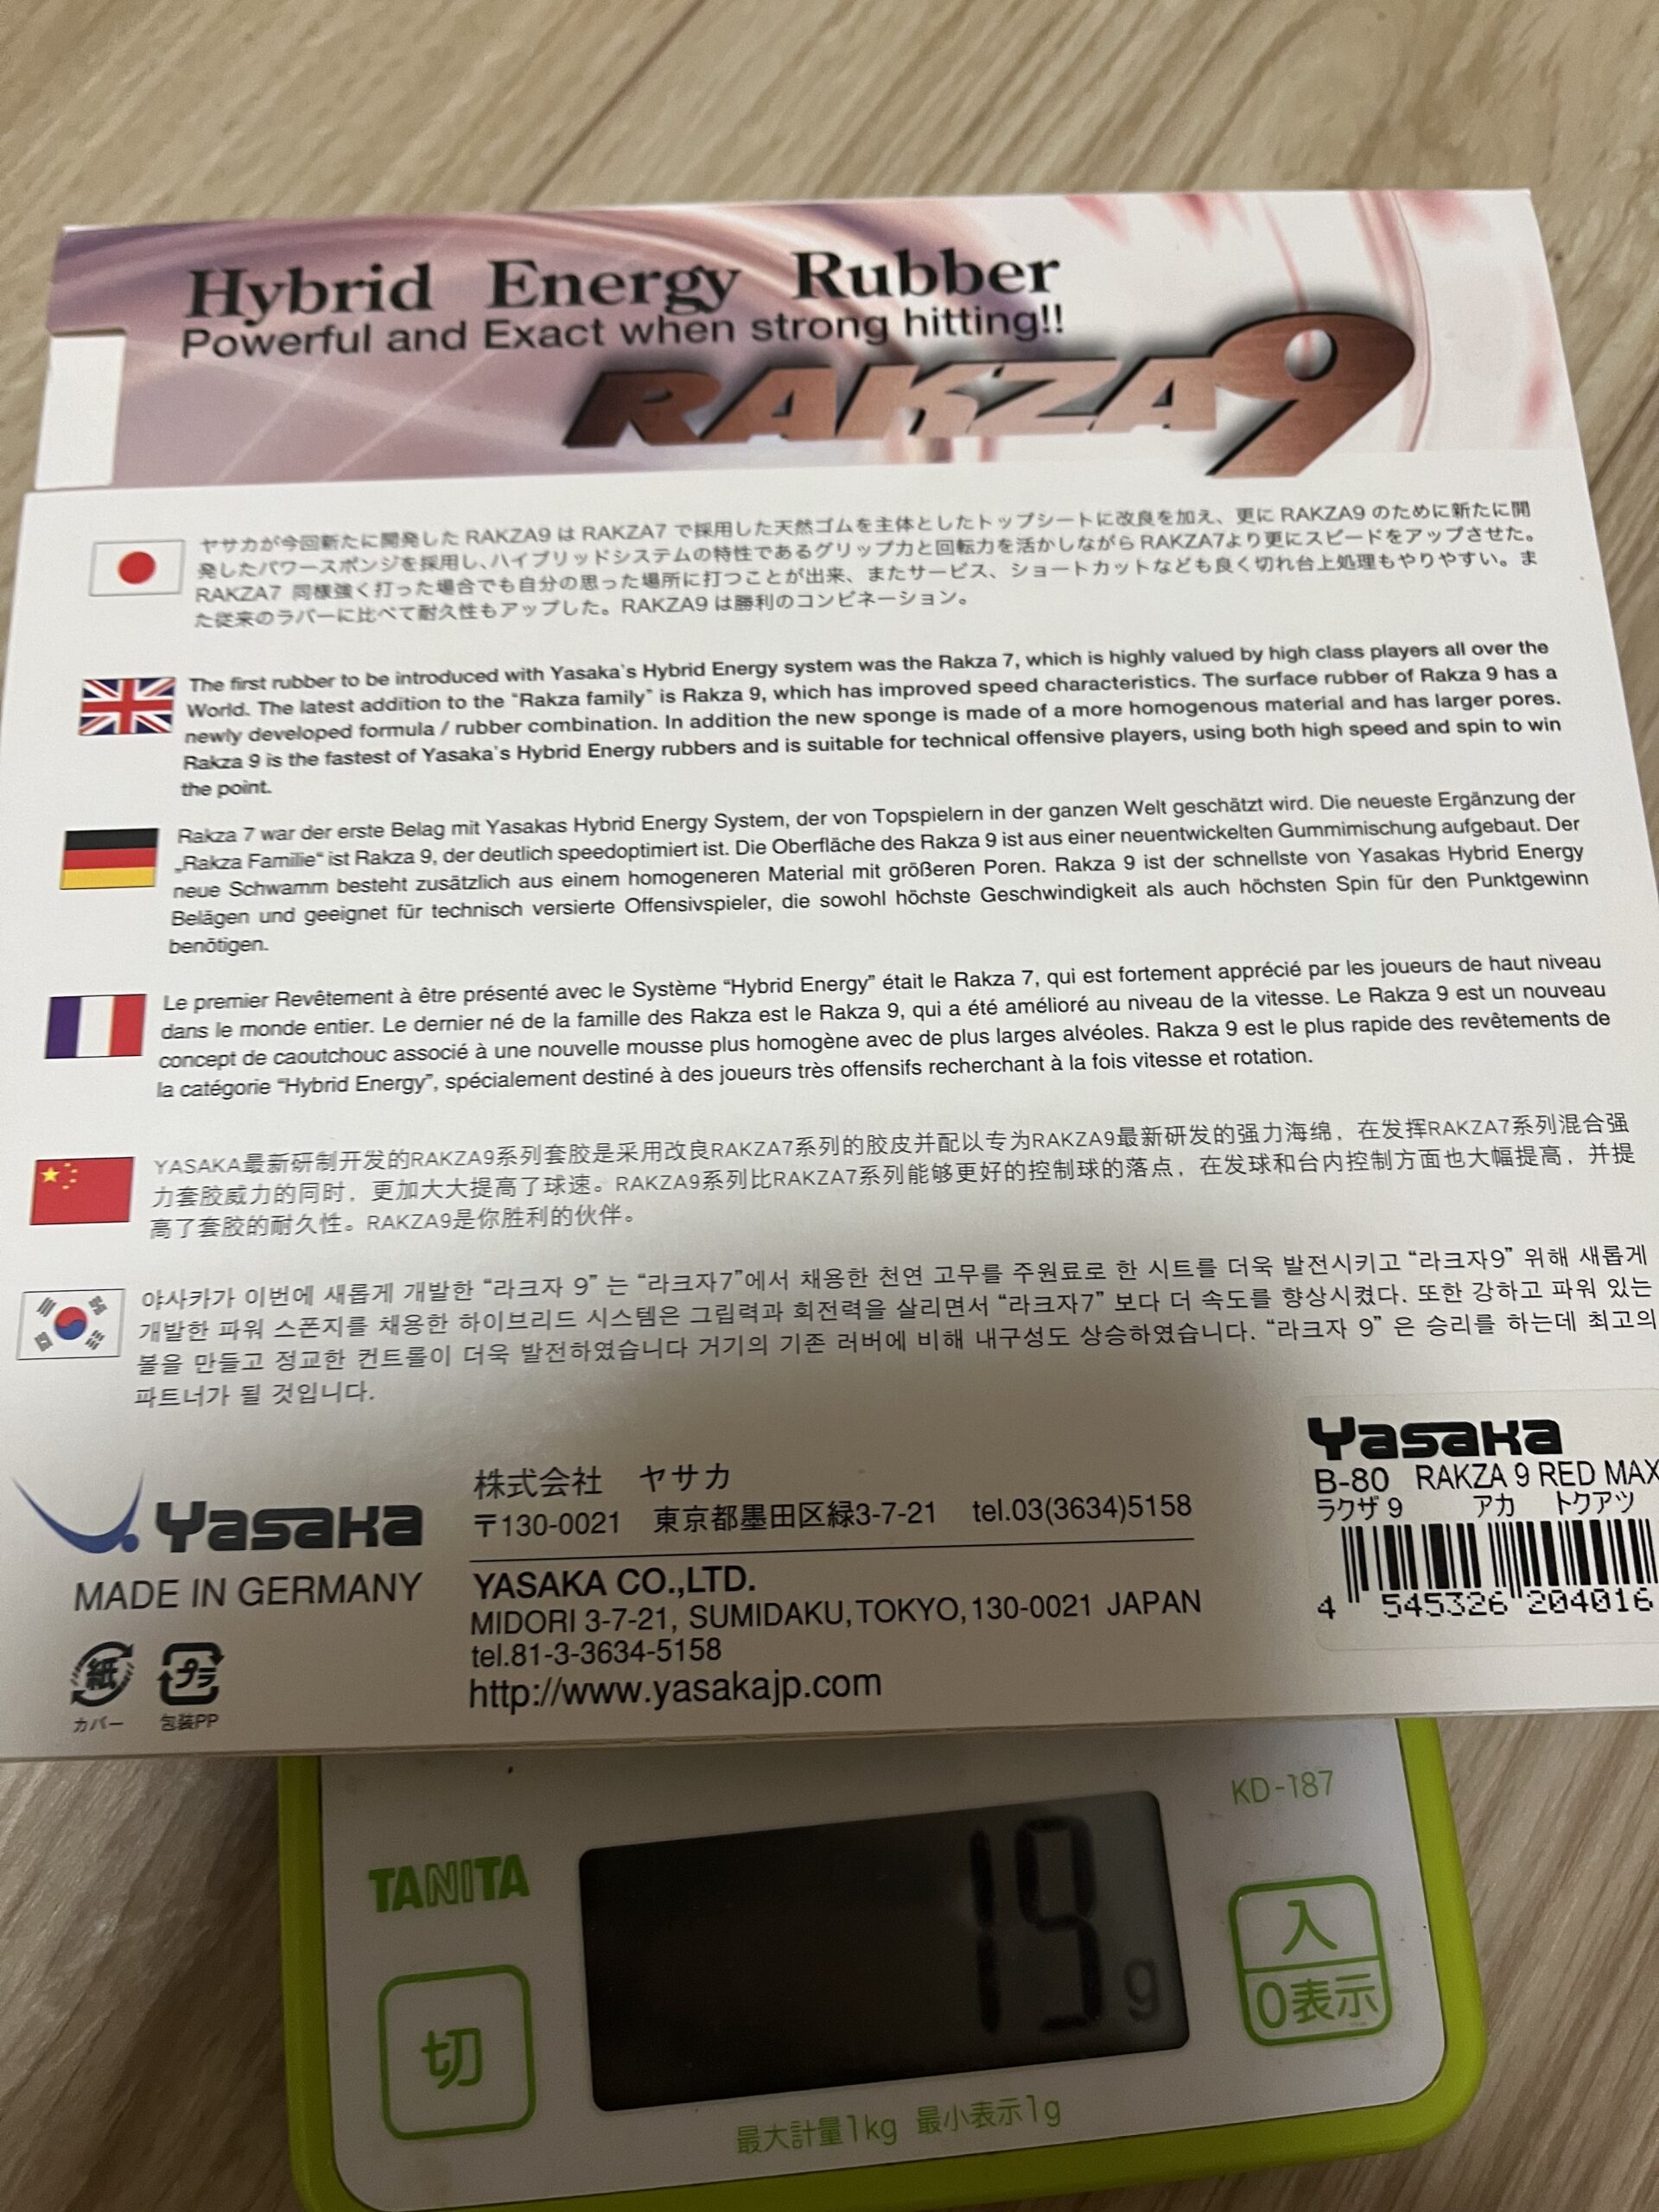 Hybrid Energy Rubber
Powerful and Exact when strong hitting!!
RAKZA 9
ヤサカが今回新たに開発した RAKZA9 は RAKZA7 で採用した天然ゴムを主体としたトップシートに改良を加え、更に RAKZA9 のために新たに開
発したパワースポンジを採用し、ハイブリッドシステムの特性であるグリップ力と回転力を活かしながら RAKZA7より更にスピードをアップさせた。
RAKZA7 同様強く打った場合でも自分の思った場所に打つことが出来、またサービス、ショートカットなども良く切れ台上処理もやりやすい。ま
た従来のラバーに比べて耐久性もアップした。RAKZA9 は勝利のコンビネーション。
The first rubber to be introduced with Yasaka's Hybrid Energy system was the Rakza 7, which is highly valued by high class players all over the
World. The latest addition to the "Rakza family" is Rakza 9, which has improved speed characteristics. The surface rubber of Rakza 9 has a
newly developed formula / rubber combination. In addition the new sponge is made of a more homogenous material and has larger pores.
Rakza 9 is the fastest of Yasaka's Hybrid Energy rubbers and is suitable for technical offensive players, using both high speed and spin to win
the point.
Rakza 7 war der erste Belag mit Yasakas Hybrid Energy System, der von Topspielern in der ganzen Welt geschätzt wird. Die neueste Ergänzung der
„Rakza Familie“ ist Rakza 9, der deutlich speedoptimiert ist. Die Oberfläche des Rakza 9 ist aus einer neuentwickelten Gummimischung aufgebaut. Der
neue Schwamm besteht zusätzlich aus einem homogeneren Material mit größeren Poren. Rakza 9 ist der schnellste von Yasakas Hybrid Energy
Belägen und geeignet für technisch versierte Offensivspieler, die sowohl höchste Geschwindigkeit als auch höchsten Spin für den Punktgewinn
benötigen.
Le premier Revêtement à être présenté avec le Système “Hybrid Energy” était le Rakza 7, qui est fortement apprécié par les joueurs de haut niveau
dans le monde entier. Le dernier né de la famille des Rakza est le Rakza 9, qui a été amélioré au niveau de la vitesse. Le Rakza 9 est un nouveau
concept de caoutchouc associé à une nouvelle mousse plus homogène avec de plus larges alvéoles. Rakza 9 est le plus rapide des revêtements de
la catégorie “Hybrid Energy”, spécialement destiné à des joueurs très offensifs recherchant à la fois vitesse et rotation.
YASAKA最新研制开发的RAKZA9系列套胶是采用改良RAKZA7系列的胶皮并配以专为RAKZA9最新研发的强力海绵，在发挥RAKZA7系列混合强
力套胶威力的同时，更加大大提高了球速。RAKZA9系列比RAKZA7系列能够更好的控制球的落点，在发球和台内控制方面也大幅提高，并提
高了套胶的耐久性。RAKZA9是你胜利的伙伴。
야사카가 이번에 새롭게 개발한 “라크자 9” 는 “라크자7”에서 채용한 천연 고무를 주원료로 한 시트를 더욱 발전시키고 “라크자9” 위해 새롭게
개발한 파워 스폰지를 채용한 하이브리드 시스템은 그립력과 회전력을 살리면서 “라크자7” 보다 더 속도를 향상시켰다. 또한 강하고 파워 있는
볼을 만들고 정교한 컨트롤이 더욱 발전하였습니다 거기의 기존 러버에 비해 내구성도 상승하였습니다. “라크자 9” 은 승리를 하는데 최고의
파트너가 될 것입니다.
Yasaka
MADE IN GERMANY
紙
カバー
プラ
包装PP
株式会社 ヤサカ
〒130-0021 東京都墨田区緑3-7-21 tel.03(3634)5158
YASAKA CO.,LTD.
MIDORI 3-7-21, SUMIDAKU,TOKYO,130-0021 JAPAN
tel.81-3-3634-5158
http://www.yasakajp.com
Yasaka
B-80 RAKZA 9 RED MAX
ラクザ 9 アカ トクアツ
4 545326 204016
KD-187
TANITA
19 g
切
入
0表示
最大計量1kg 最小表示1g